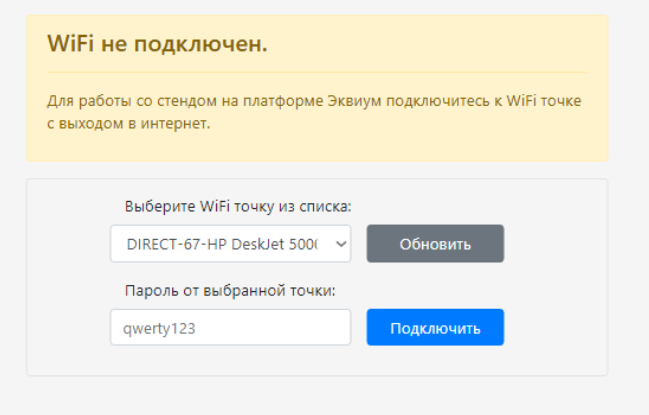 WiFi не подключен.
Для работы со стендом на платформе Эквиум подключитесь к WiFi точке
с выходом в интернет.
Выберите WiFi точку из списка:
DIRECT-67-HP DeskJet 500
Обновить
Пароль от выбранной точки:
qwerty123
Подключить